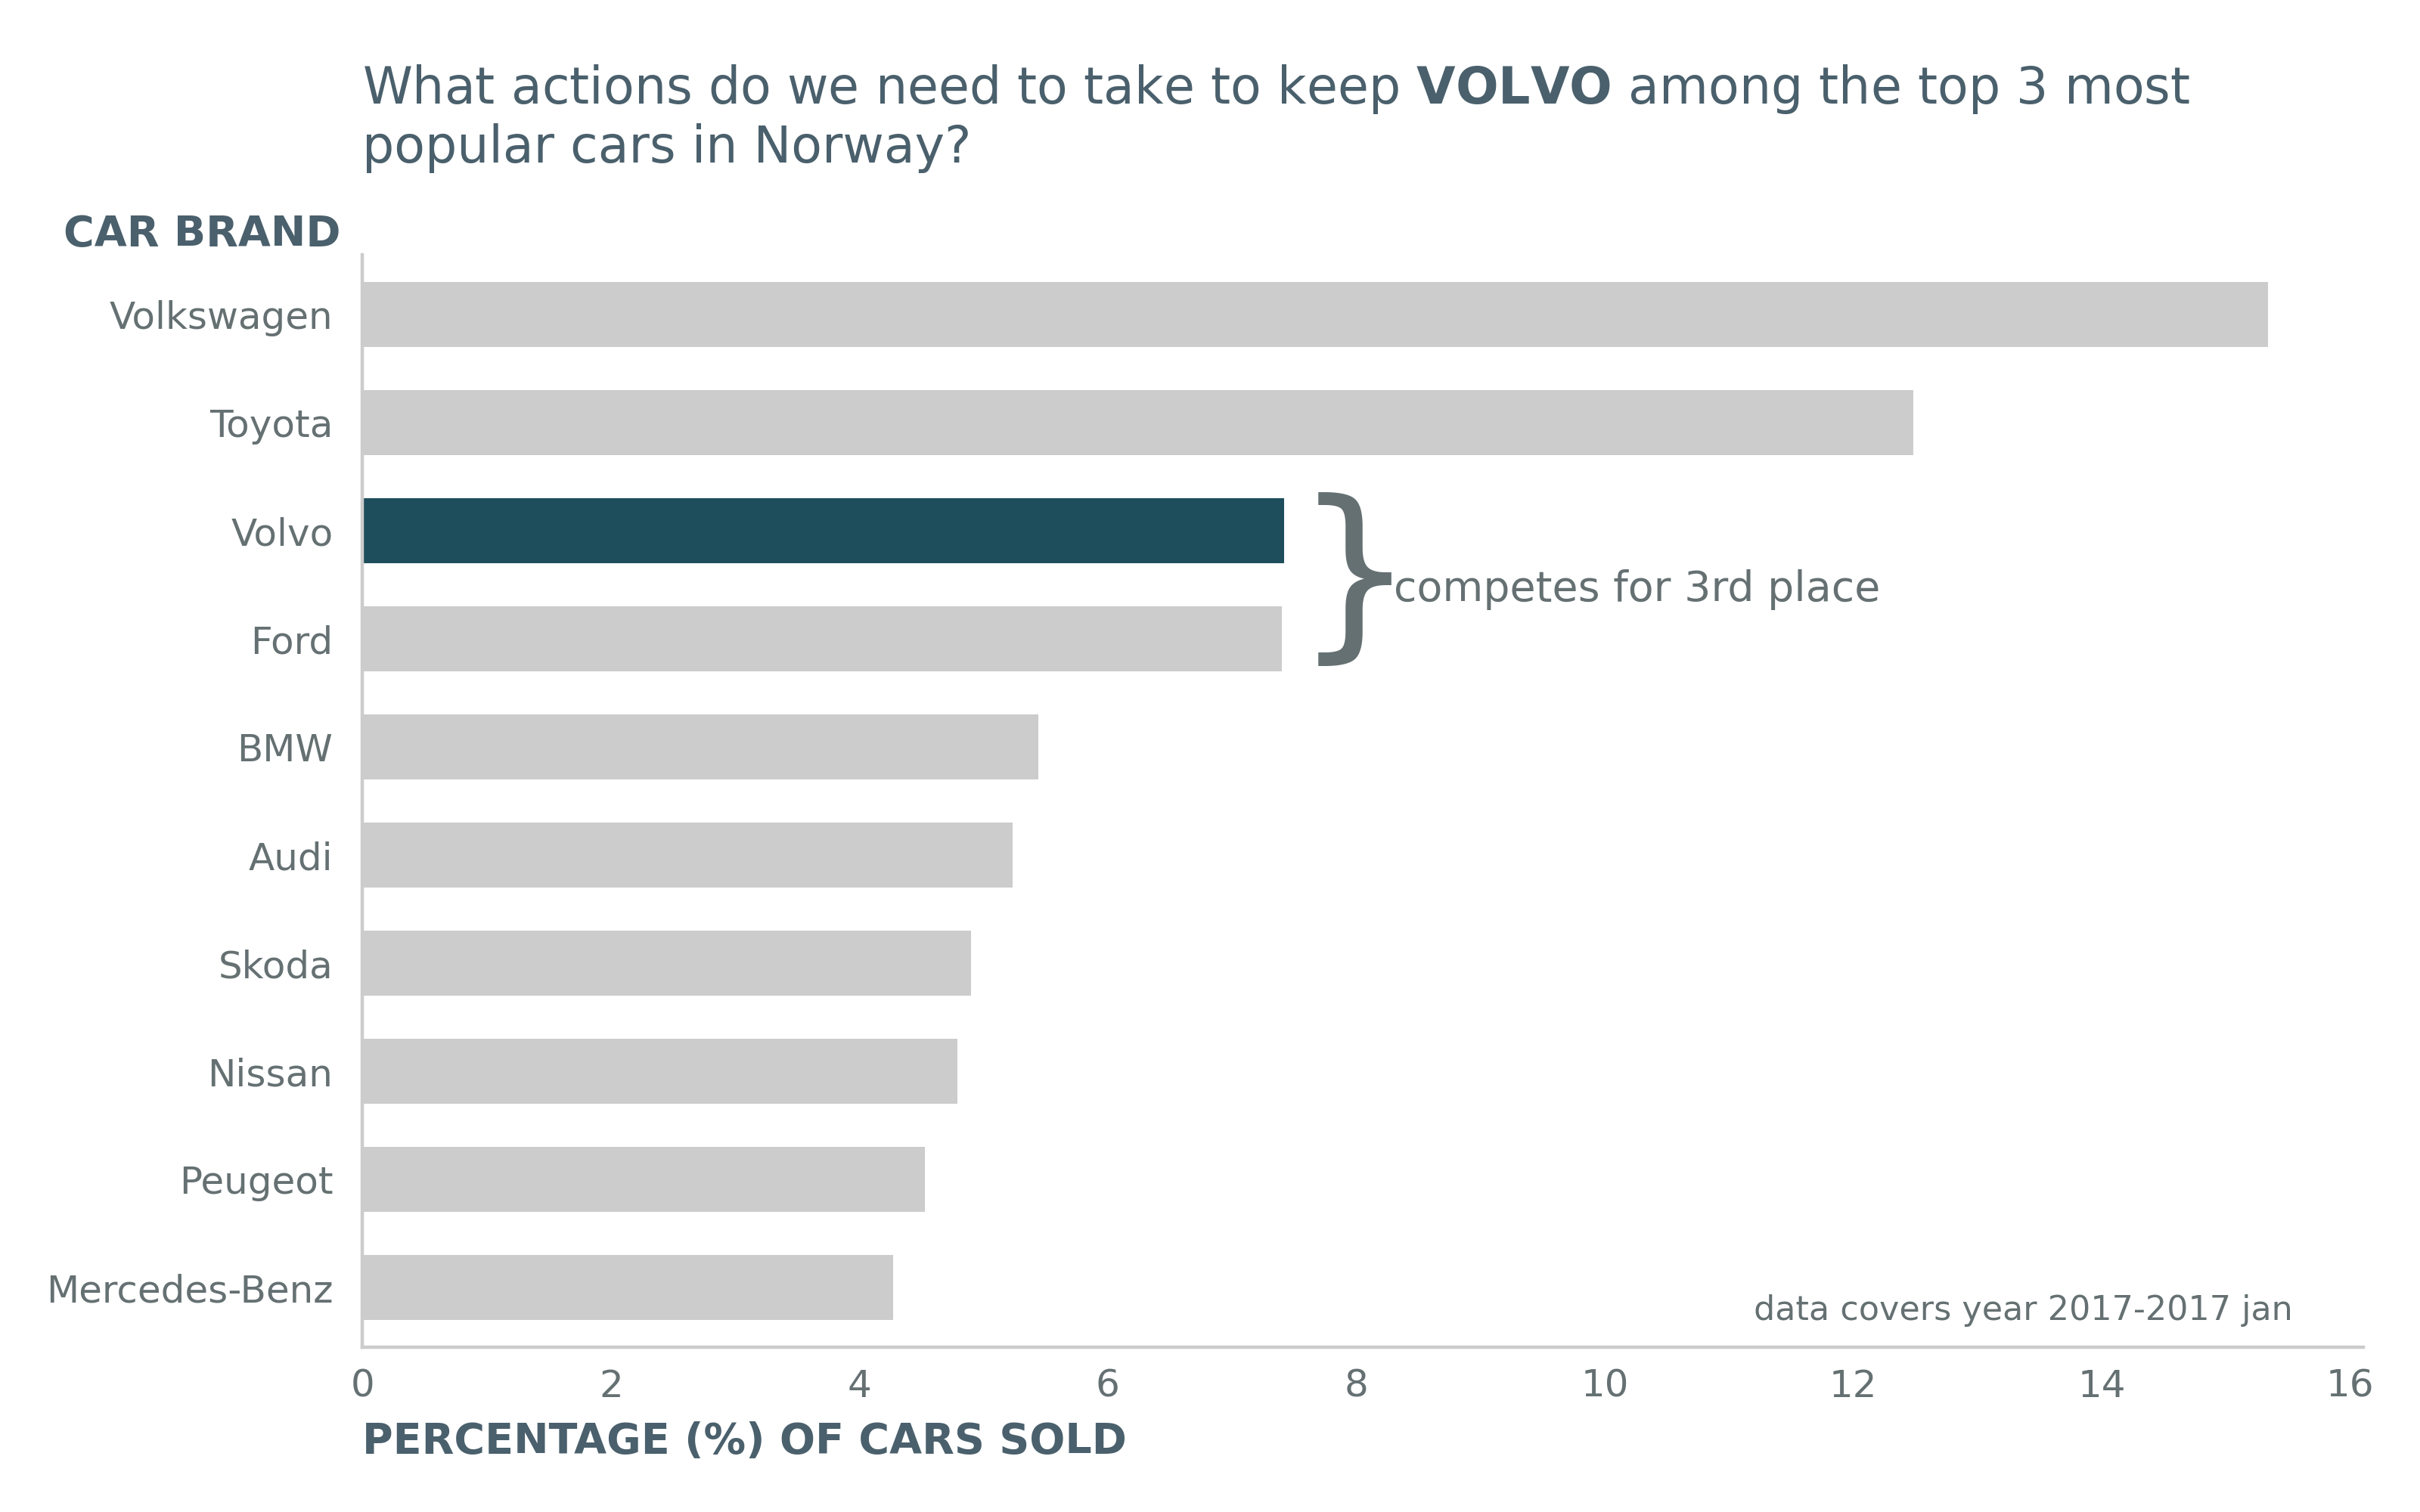 What actions do we need to take to keep VOLVO among the top 3 most
popular cars in Norway?
CAR BRAND
Volkswagen
Toyota
Volvo
Ford
}competes for 3rd place
BMW
Audi
Skoda
Nissan
Peugeot
Mercedes-Benz
data covers year 2017-2017 jan
0 2 4 6 8 10 12 14 16
PERCENTAGE (%) OF CARS SOLD